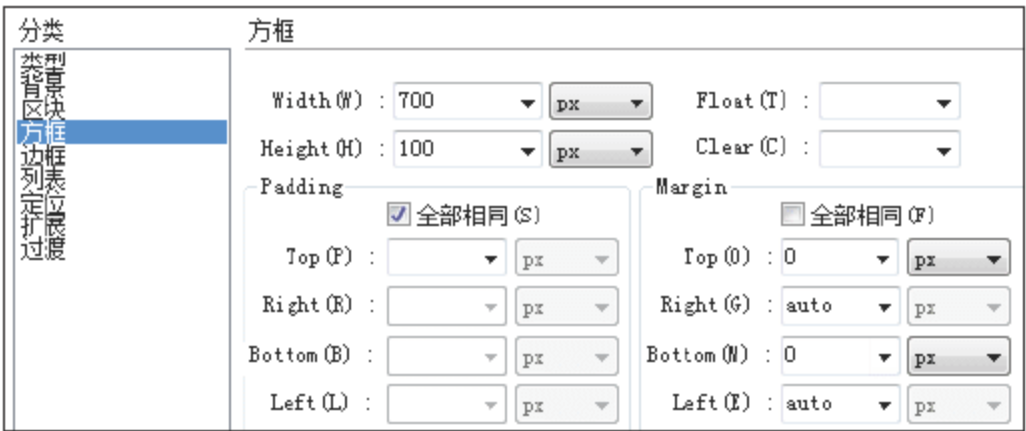 分类
类型
背景
区块
方框
边框
列表
定位
扩展
过度
方框
Width(W) : 700 px Float(T) :
Height(H) : 100 px Clear(C) :
Padding Margin
全部相同(S) 全部相同(F)
Top(P) : px Top(O) : 0 px
Right(R) : px Right(G) : auto px
Bottom(B) : px Bottom(N) : 0 px
Left(L) : px Left(E) : auto px